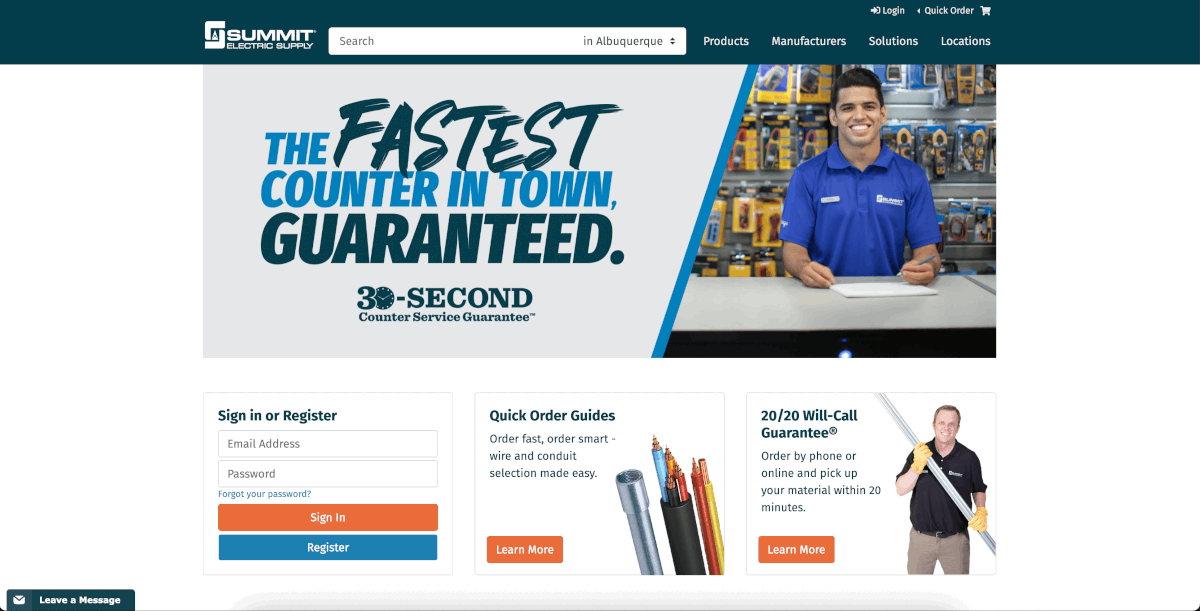 Login
Quick Order
SUMMIT
ELECTRIC SUPPLY
Search
in Albuquerque
Products
Manufacturers
Solutions
Locations
THE FASTEST
COUNTER IN TOWN,
GUARANTEED.
30-SECOND
Counter Service Guarantee™
SUMMIT
Sign in or Register
Email Address
Password
Forgot your password?
Sign In
Register
Quick Order Guides
Order fast, order smart -
wire and conduit
selection made easy.
Learn More
20/20 Will-Call
Guarantee®
Order by phone or
online and pick up
your material within 20
minutes.
Learn More
Leave a Message